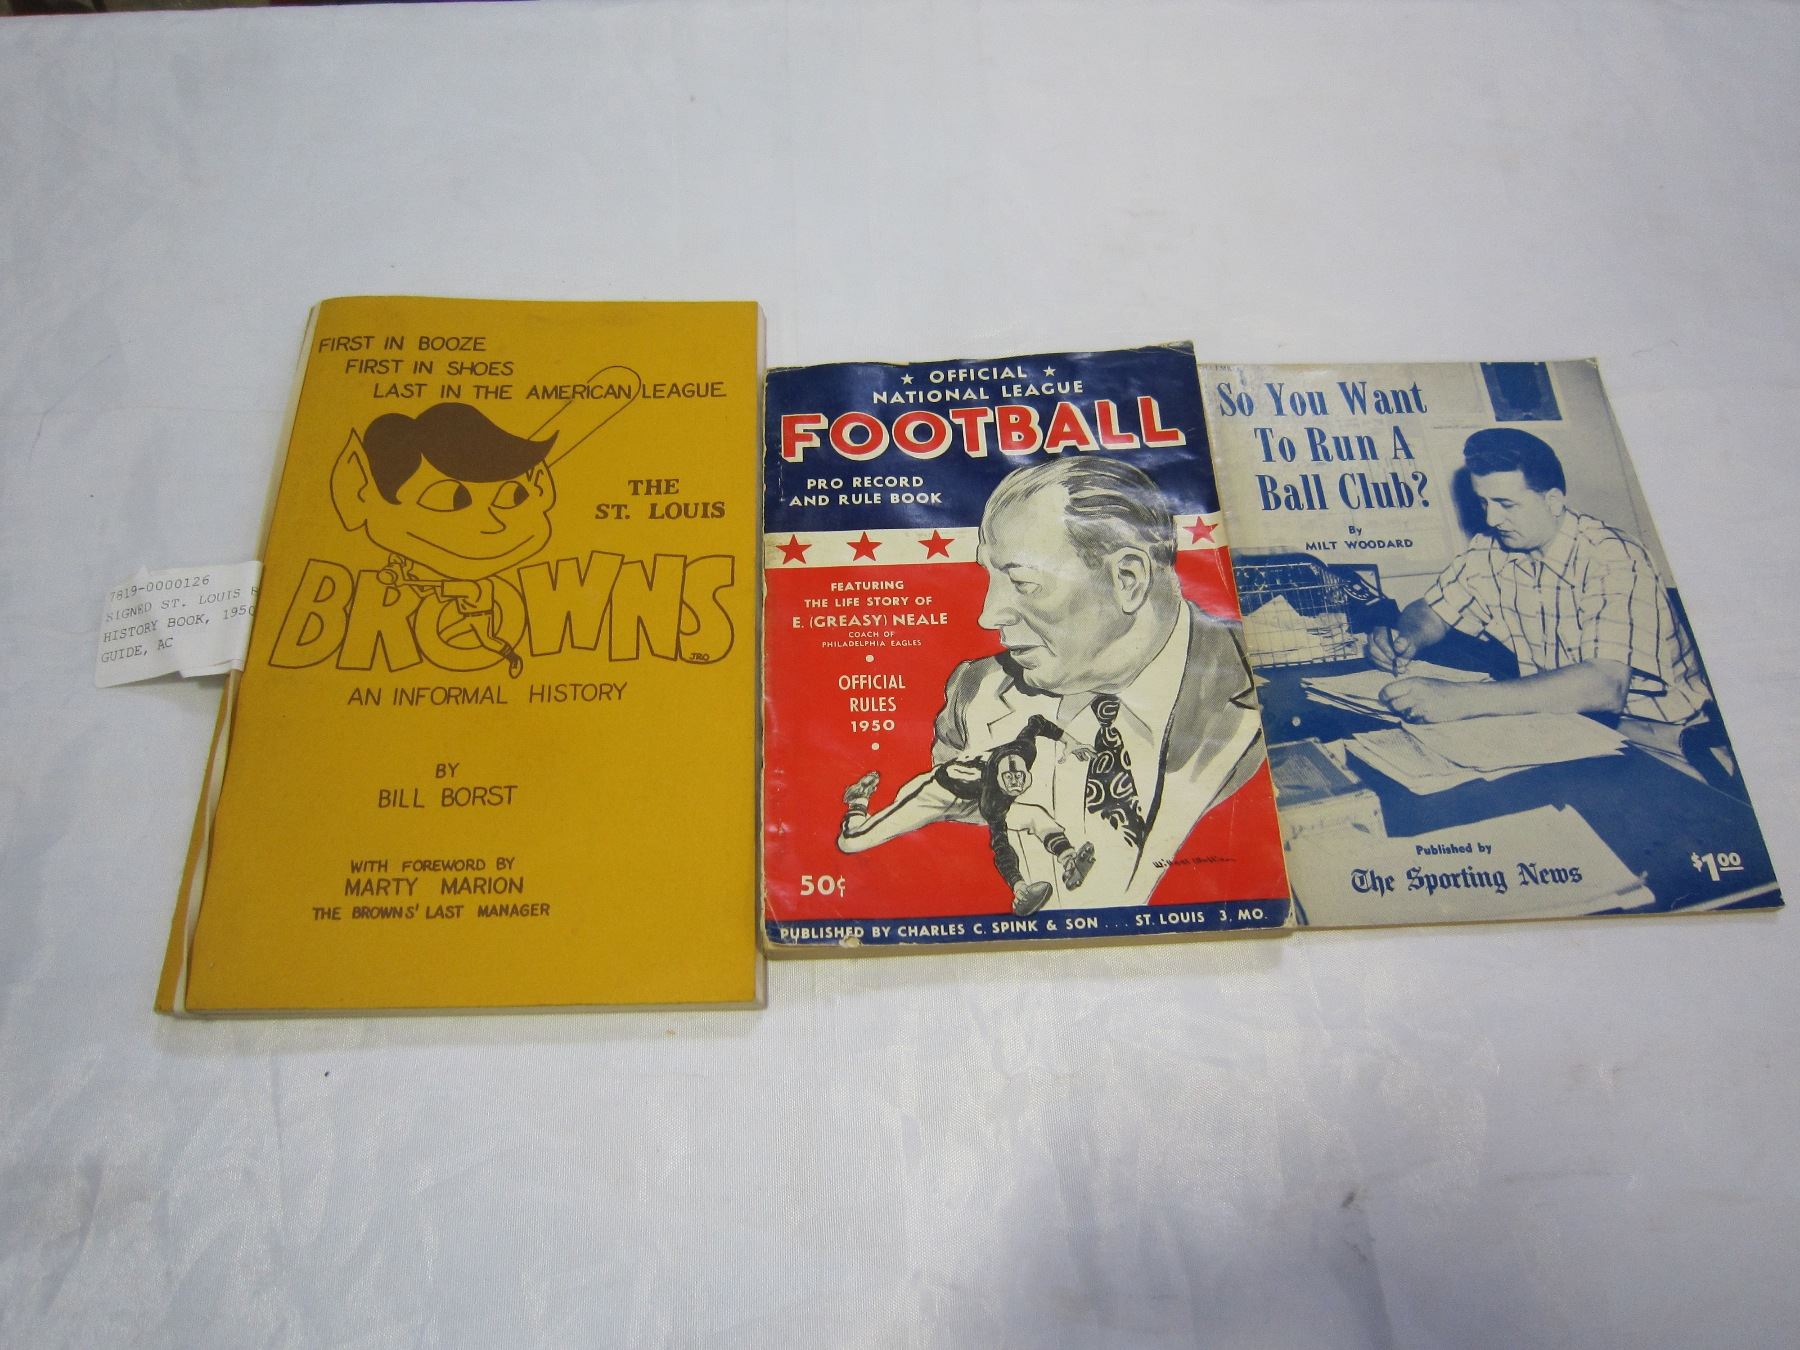 7819-0000126
SIGNED ST. LOUIS
HISTORY BOOK, 1950
GUIDE, AC
FIRST IN BOOZE
FIRST IN SHOES
LAST IN THE AMERICAN LEAGUE
THE
ST. LOUIS
BROWNS
JRO
AN INFORMAL HISTORY
BY
BILL BORST
WITH FOREWORD BY
MARTY MARION
THE BROWNS' LAST MANAGER
★ OFFICIAL ★
NATIONAL LEAGUE
FOOTBALL
PRO RECORD
AND RULE BOOK
FEATURING
THE LIFE STORY OF
E. (GREASY) NEALE
COACH OF
PHILADELPHIA EAGLES
•
OFFICIAL
RULES
1950
•
50¢
PUBLISHED BY CHARLES C. SPINK & SON . . . ST. LOUIS 3, MO.
So You Want
To Run A
Ball Club?
By
MILT WOODARD
Published by
The Sporting News
$1.00